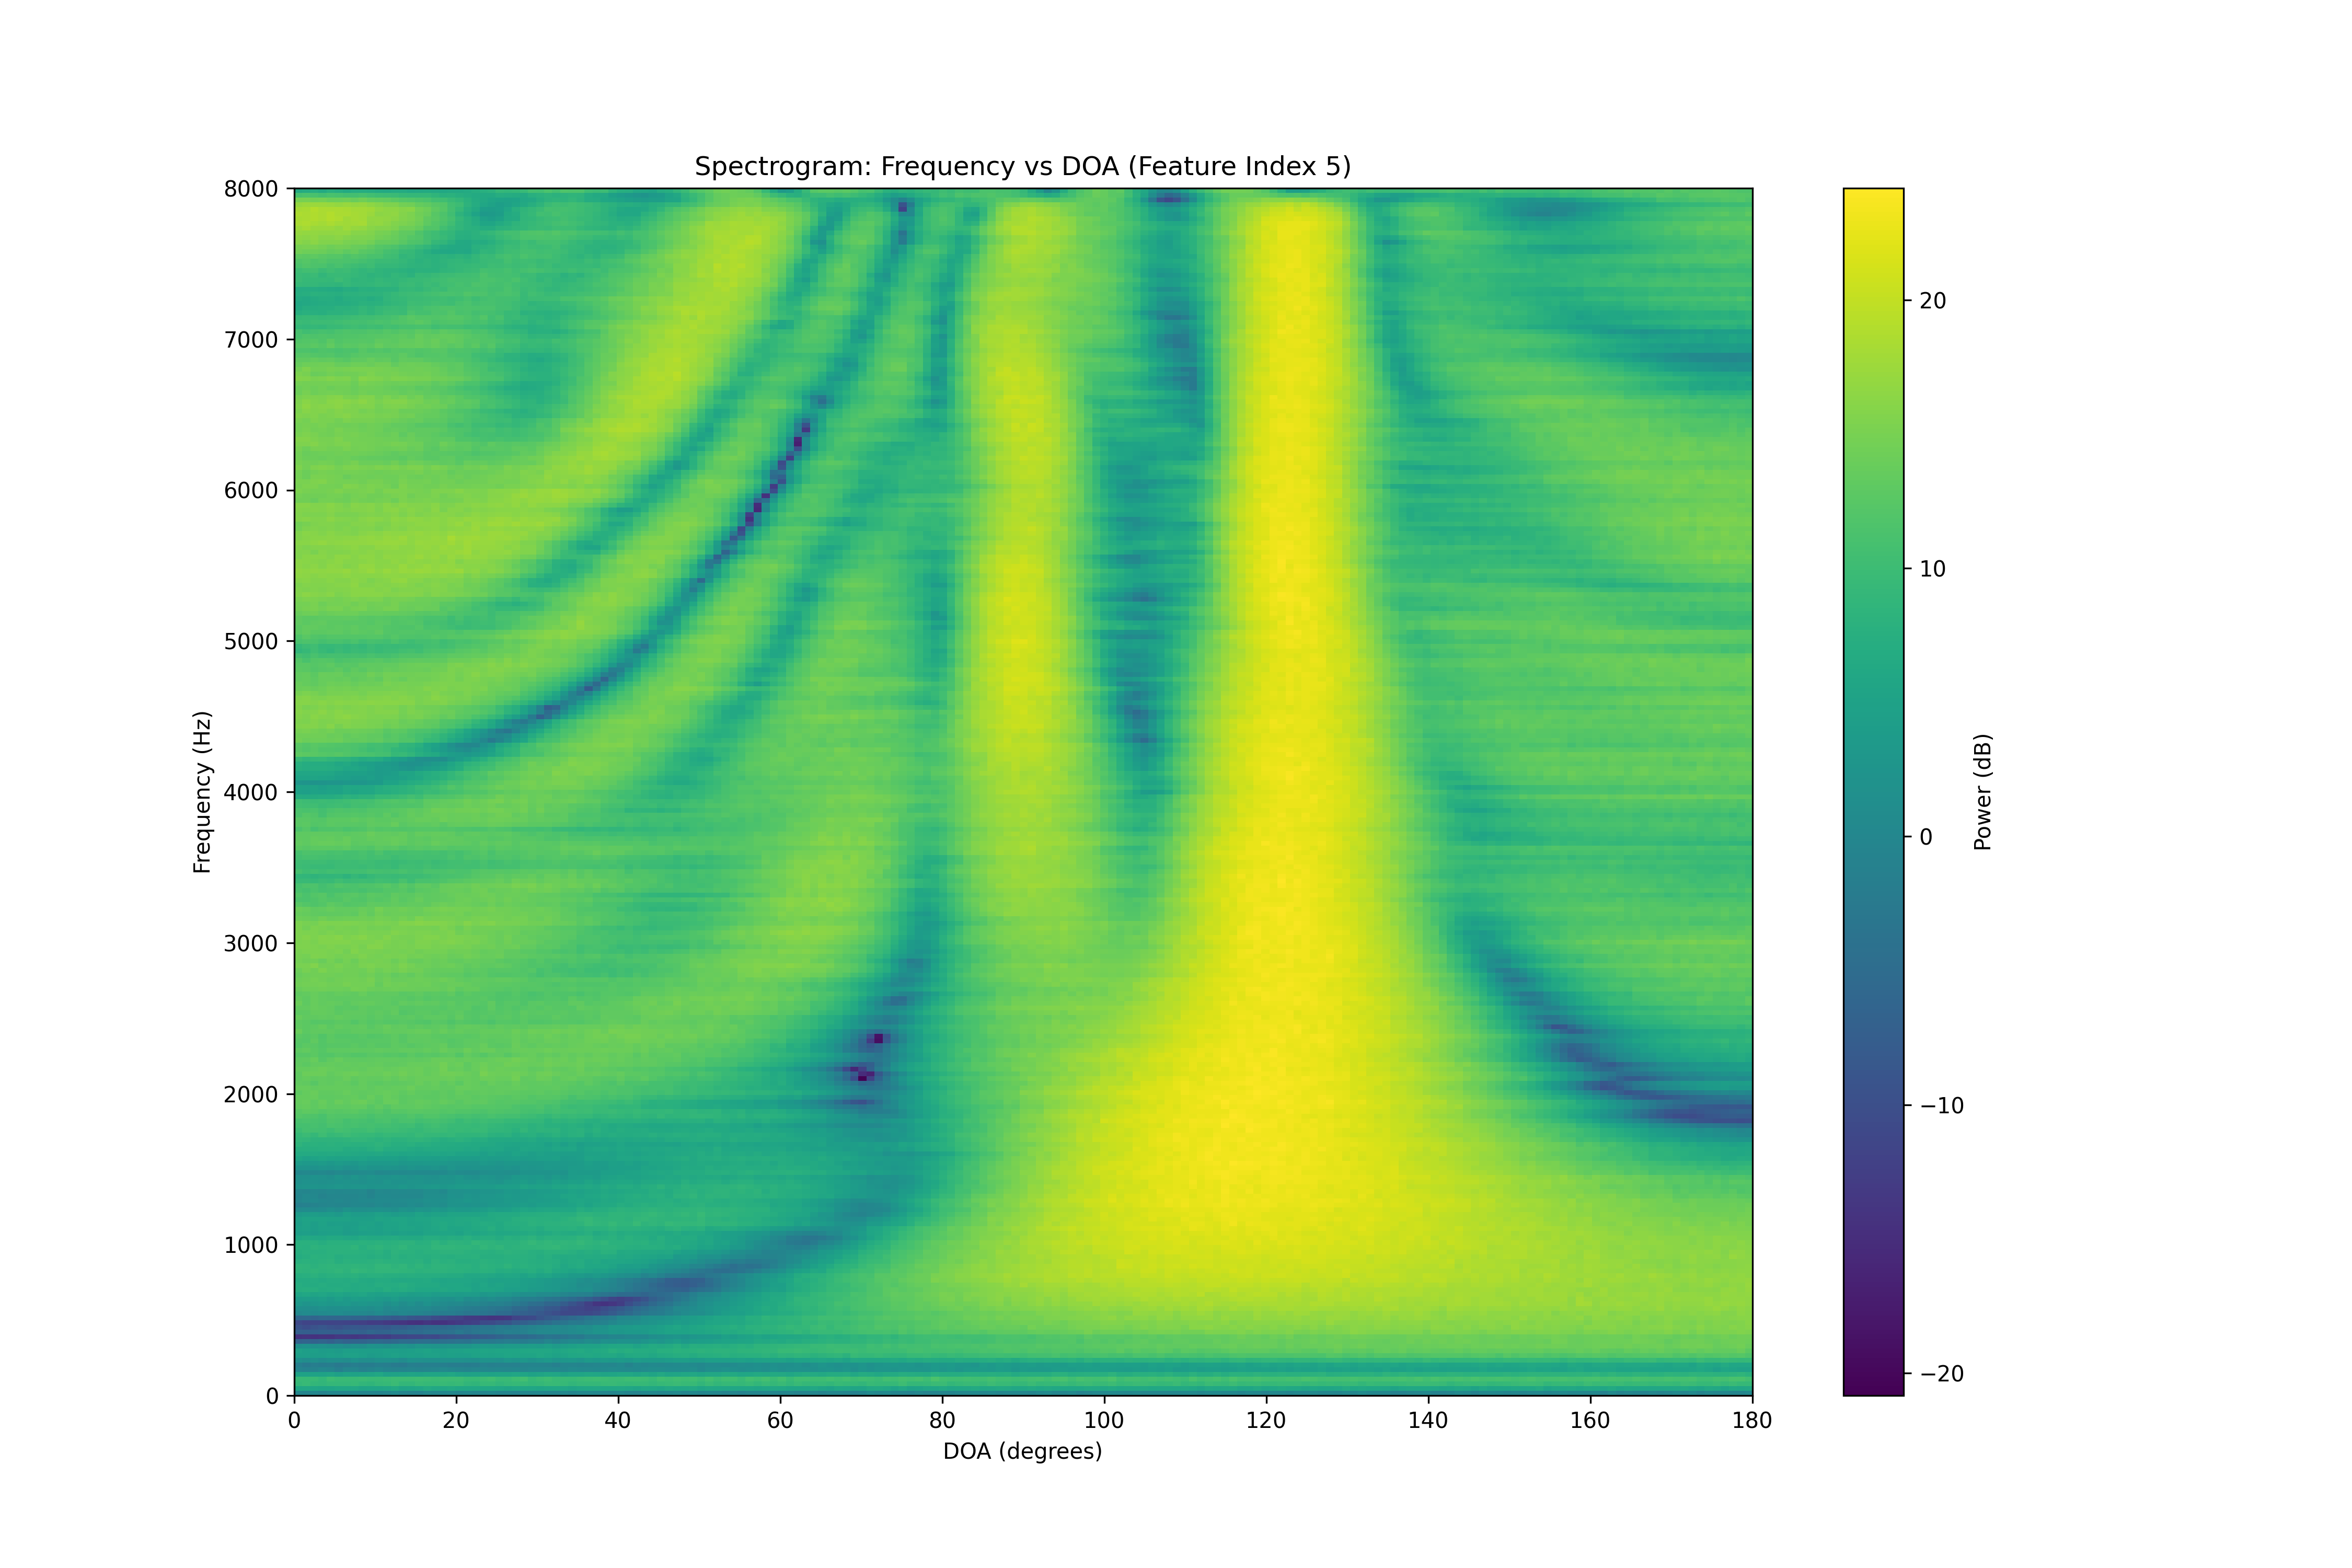 Spectrogram: Frequency vs DOA (Feature Index 5)
8000
7000
6000
5000
4000
3000
2000
1000
0
Frequency (Hz)
0 20 40 60 80 100 120 140 160 180
DOA (degrees)
20
10
0
−10
−20
Power (dB)